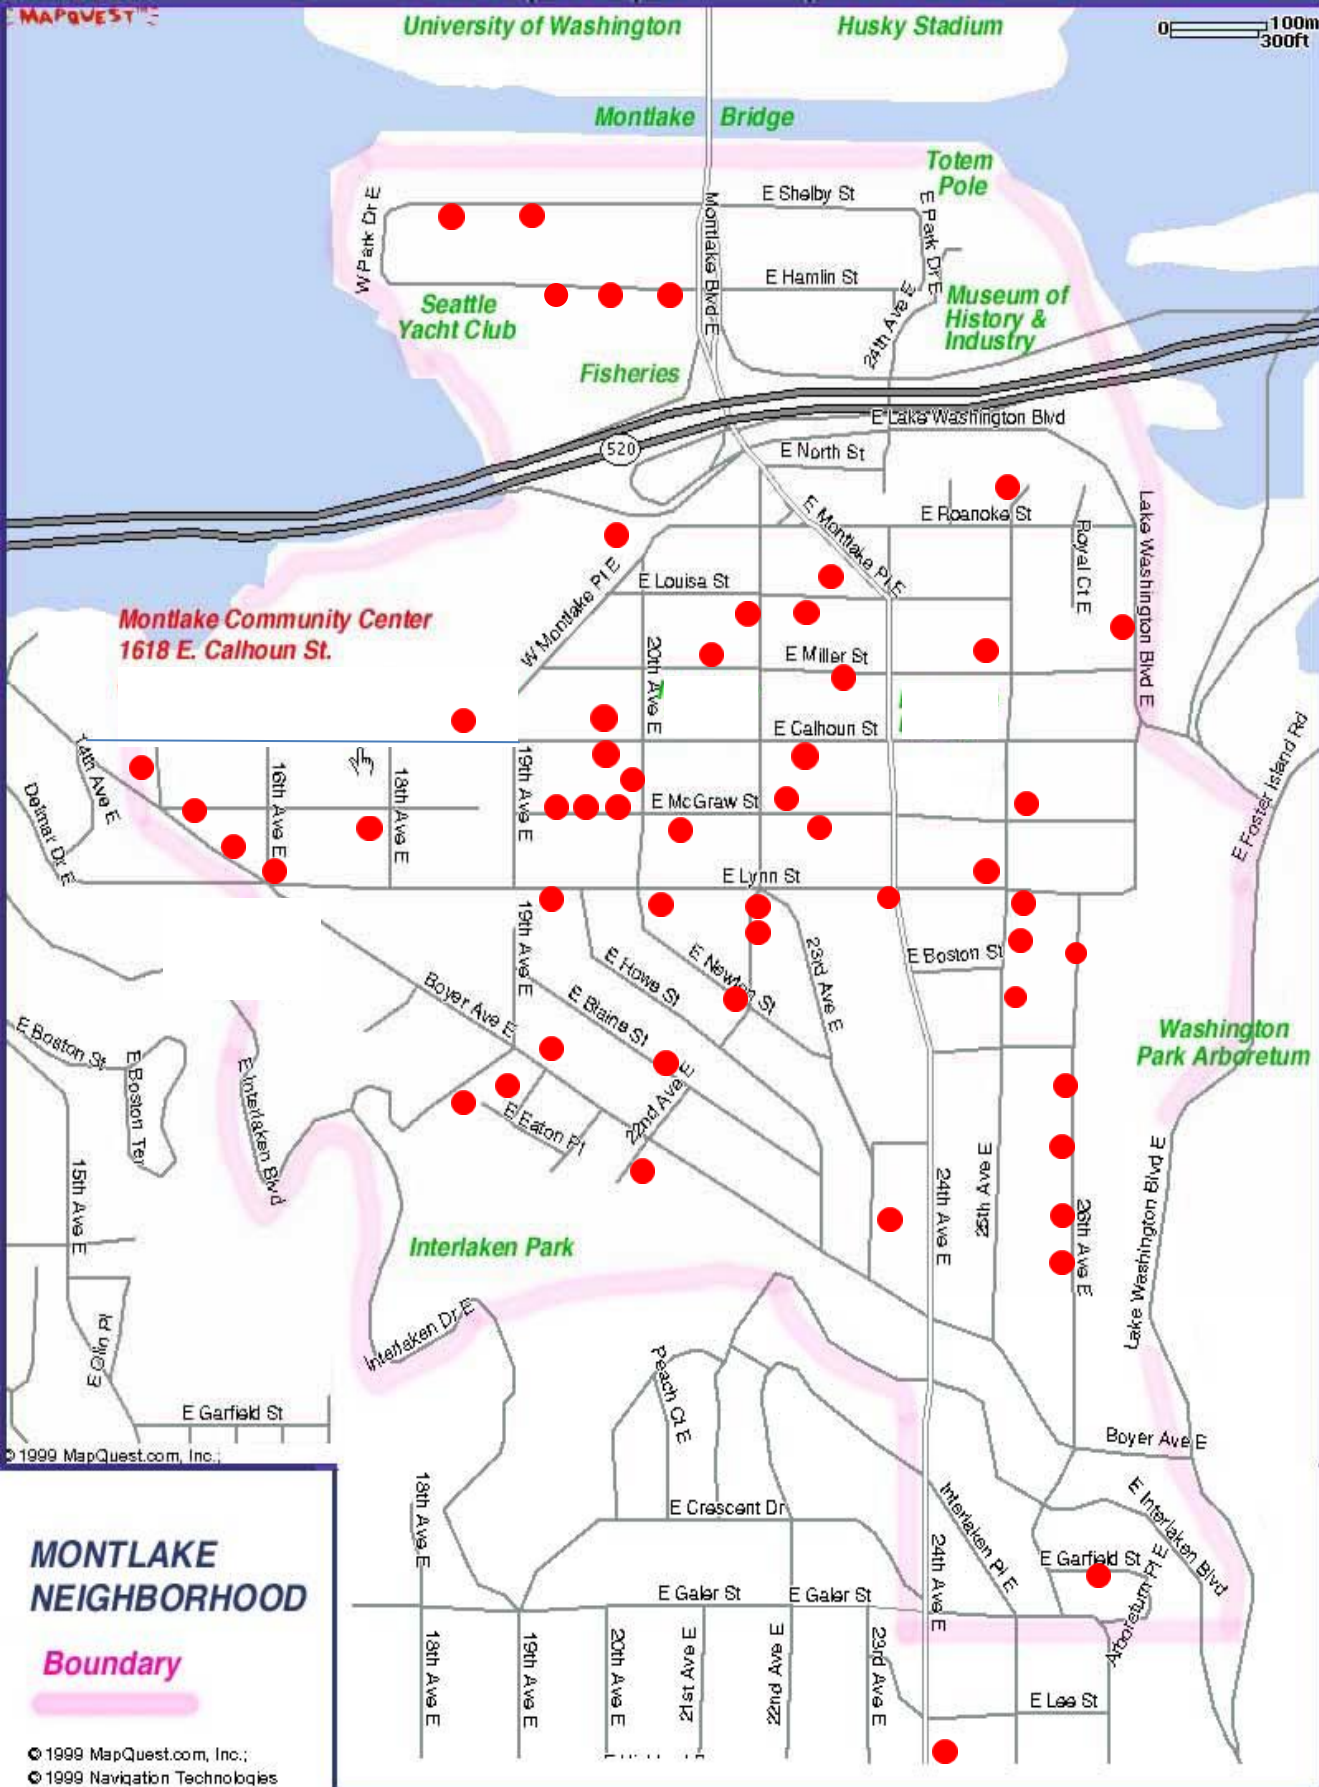 MAPQUEST
University of Washington
Husky Stadium
0
100m
300ft
Montlake Bridge
Totem
Pole
E Shelby St
W Park Dr E
Montlake Blvd E
E Park Dr E
E Hamlin St
24th Ave E
Seattle
Yacht Club
Museum of
History &
Industry
Fisheries
E Lake Washington Blvd
520
E North St
E Montlake Pl E
E Roanoke St
Royal Ct E
Lake Washington Blvd E
E Louisa St
W Montlake Pl E
Montlake Community Center
1618 E. Calhoun St.
20th Ave E
E Miller St
E Calhoun St
14th Ave E
16th Ave E
18th Ave E
19th Ave E
E McGraw St
E Foster Island Rd
Delmar Dr E
E Lynn St
19th Ave E
E Howe St
E Newton St
23rd Ave E
E Boston St
Boyer Ave E
E Blaine St
E Boston St
E Boston Ter
E Interlaken Blvd
Washington
Park Arboretum
22nd Ave E
E Eaton Pl
15th Ave E
24th Ave E
25th Ave E
26th Ave E
Lake Washington Blvd E
Interlaken Park
Interlaken Dr E
E Olin Pl
Peach Ct E
E Garfield St
Boyer Ave E
© 1999 MapQuest.com, Inc.;
18th Ave E
E Crescent Dr
Interlaken Pl E
E Interlaken Blvd
24th Ave E
E Garfield St
Arboretum Pl E
MONTLAKE
NEIGHBORHOOD
E Galer St
E Galer St
Boundary
18th Ave E
19th Ave E
20th Ave E
21st Ave E
22nd Ave E
23rd Ave E
E Lee St
© 1999 MapQuest.com, Inc.;
© 1999 Navigation Technologies